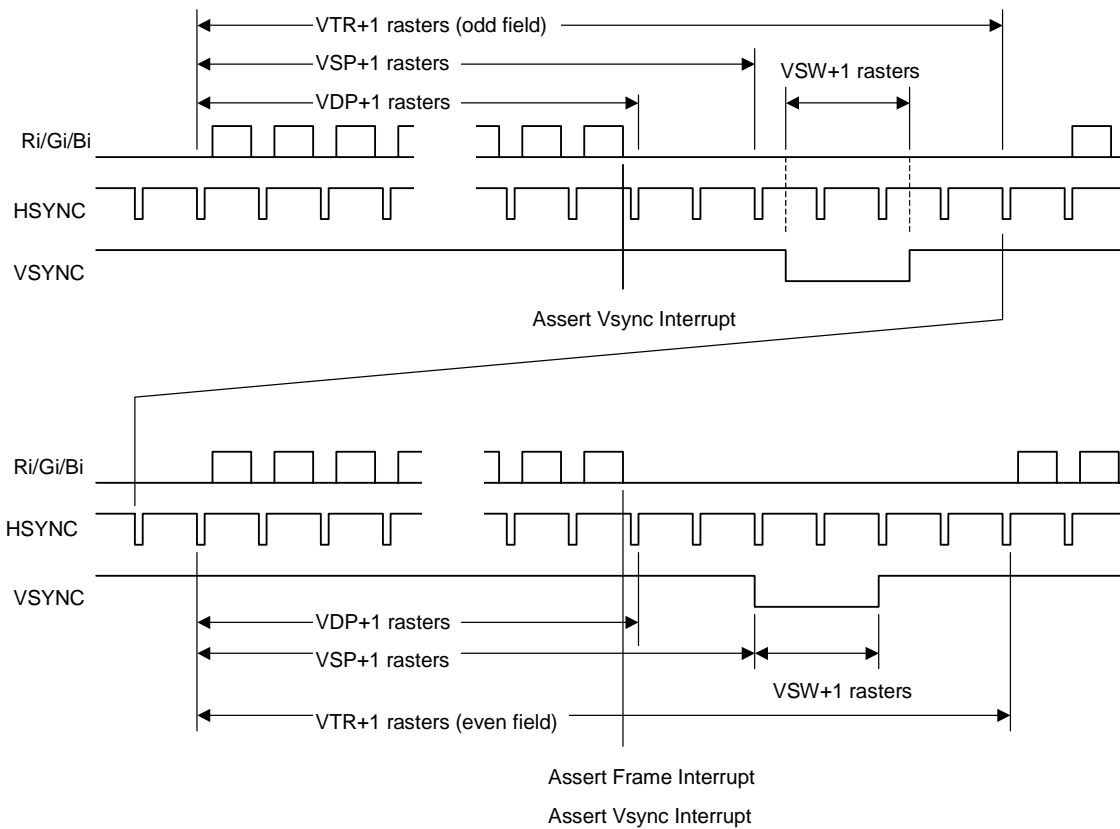 VTR+1 rasters (odd field)
VSP+1 rasters
VSW+1 rasters
VDP+1 rasters
Ri/Gi/Bi
HSYNC
VSYNC
Assert Vsync Interrupt
Ri/Gi/Bi
HSYNC
VSYNC
VDP+1 rasters
VSP+1 rasters
VSW+1 rasters
VTR+1 rasters (even field)
Assert Frame Interrupt
Assert Vsync Interrupt